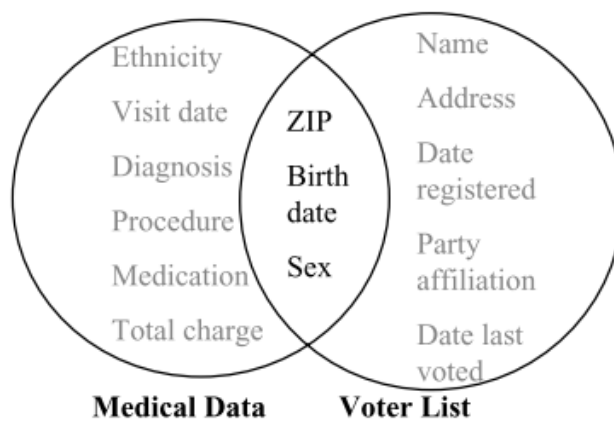 Ethnicity
Visit date
Diagnosis
Procedure
Medication
Total charge
ZIP
Birth
date
Sex
Name
Address
Date
registered
Party
affiliation
Date last
voted
Medical Data
Voter List